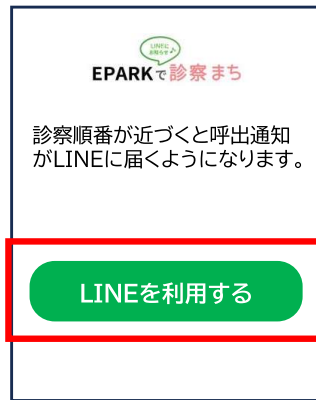 LINEに
お知らせ♪
EPARKで診察まち
診察順番が近づくと呼出通知
がLINEに届くようになります。
LINEを利用する